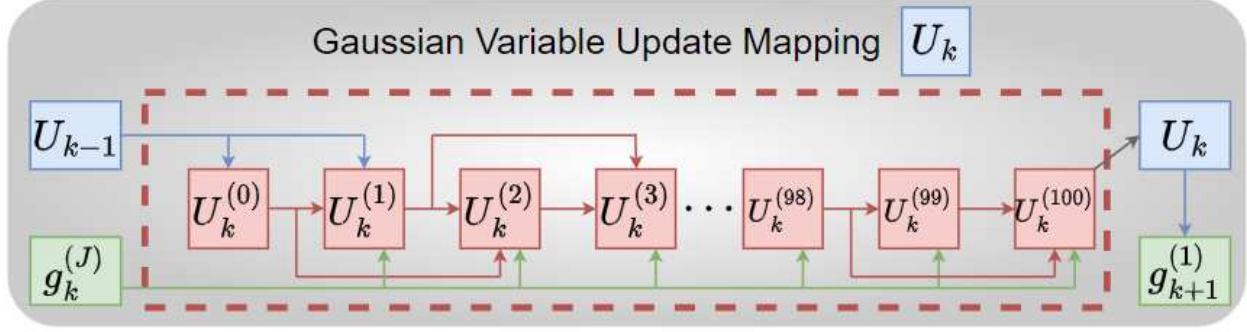 Gaussian Variable Update Mapping U_k
U_{k-1}
U_k^{(0)} U_k^{(1)} U_k^{(2)} U_k^{(3)} ··· U_k^{(98)} U_k^{(99)} U_k^{(100)}
U_k
g_k^{(J)}
g_{k+1}^{(1)}